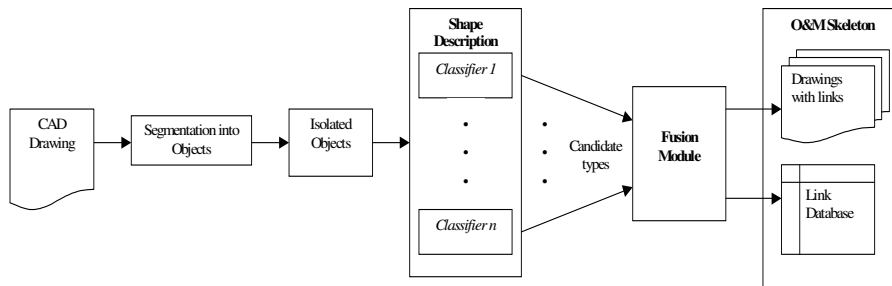 CAD
Drawing
Segmentation into
Objects
Isolated
Objects
Shape
Description
Classifier 1
Classifier n
Candidate
types
Fusion
Module
O&M Skeleton
Drawings
with links
Link
Database